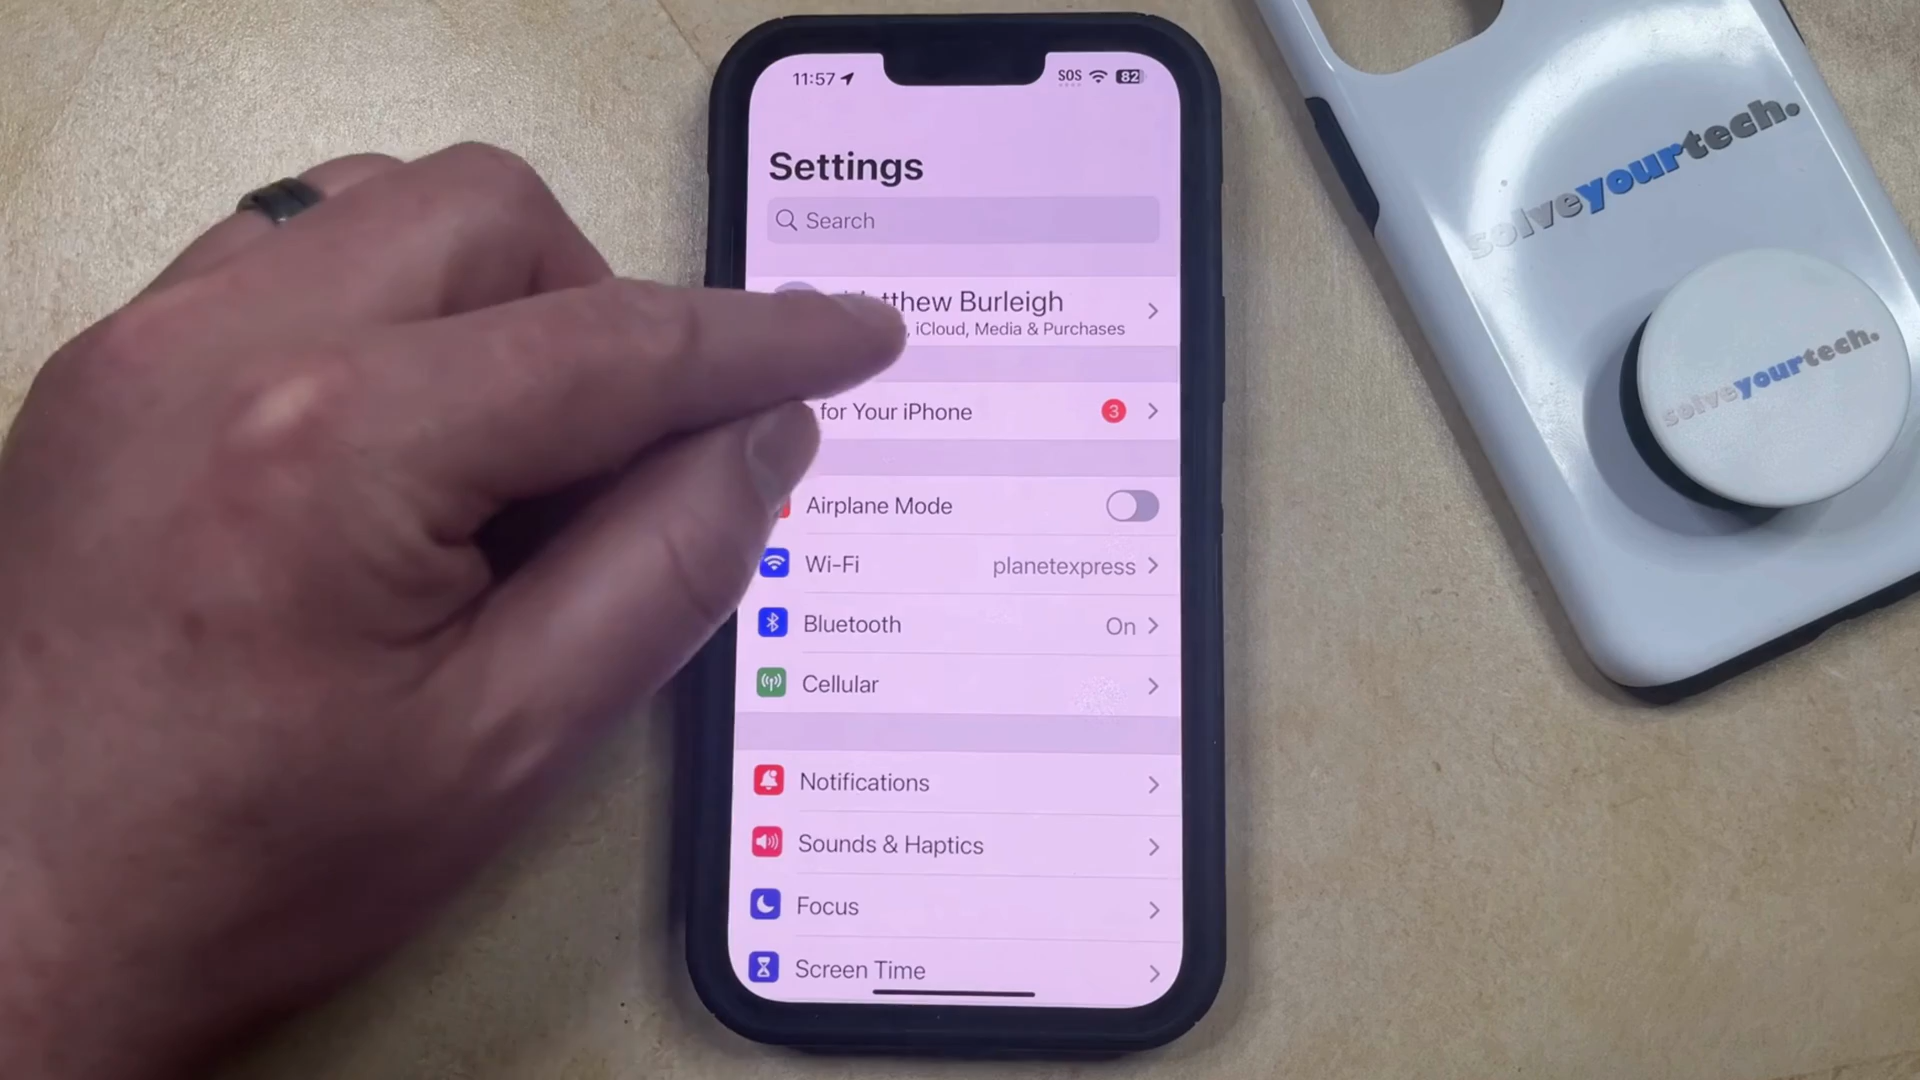 11:57
SOS
82
Settings
Search
tthew Burleigh
, iCloud, Media & Purchases
for Your iPhone
3
Airplane Mode
Wi-Fi
planetexpress
Bluetooth
On
Cellular
Notifications
Sounds & Haptics
Focus
Screen Time
solveyourtech.
solveyourtech.